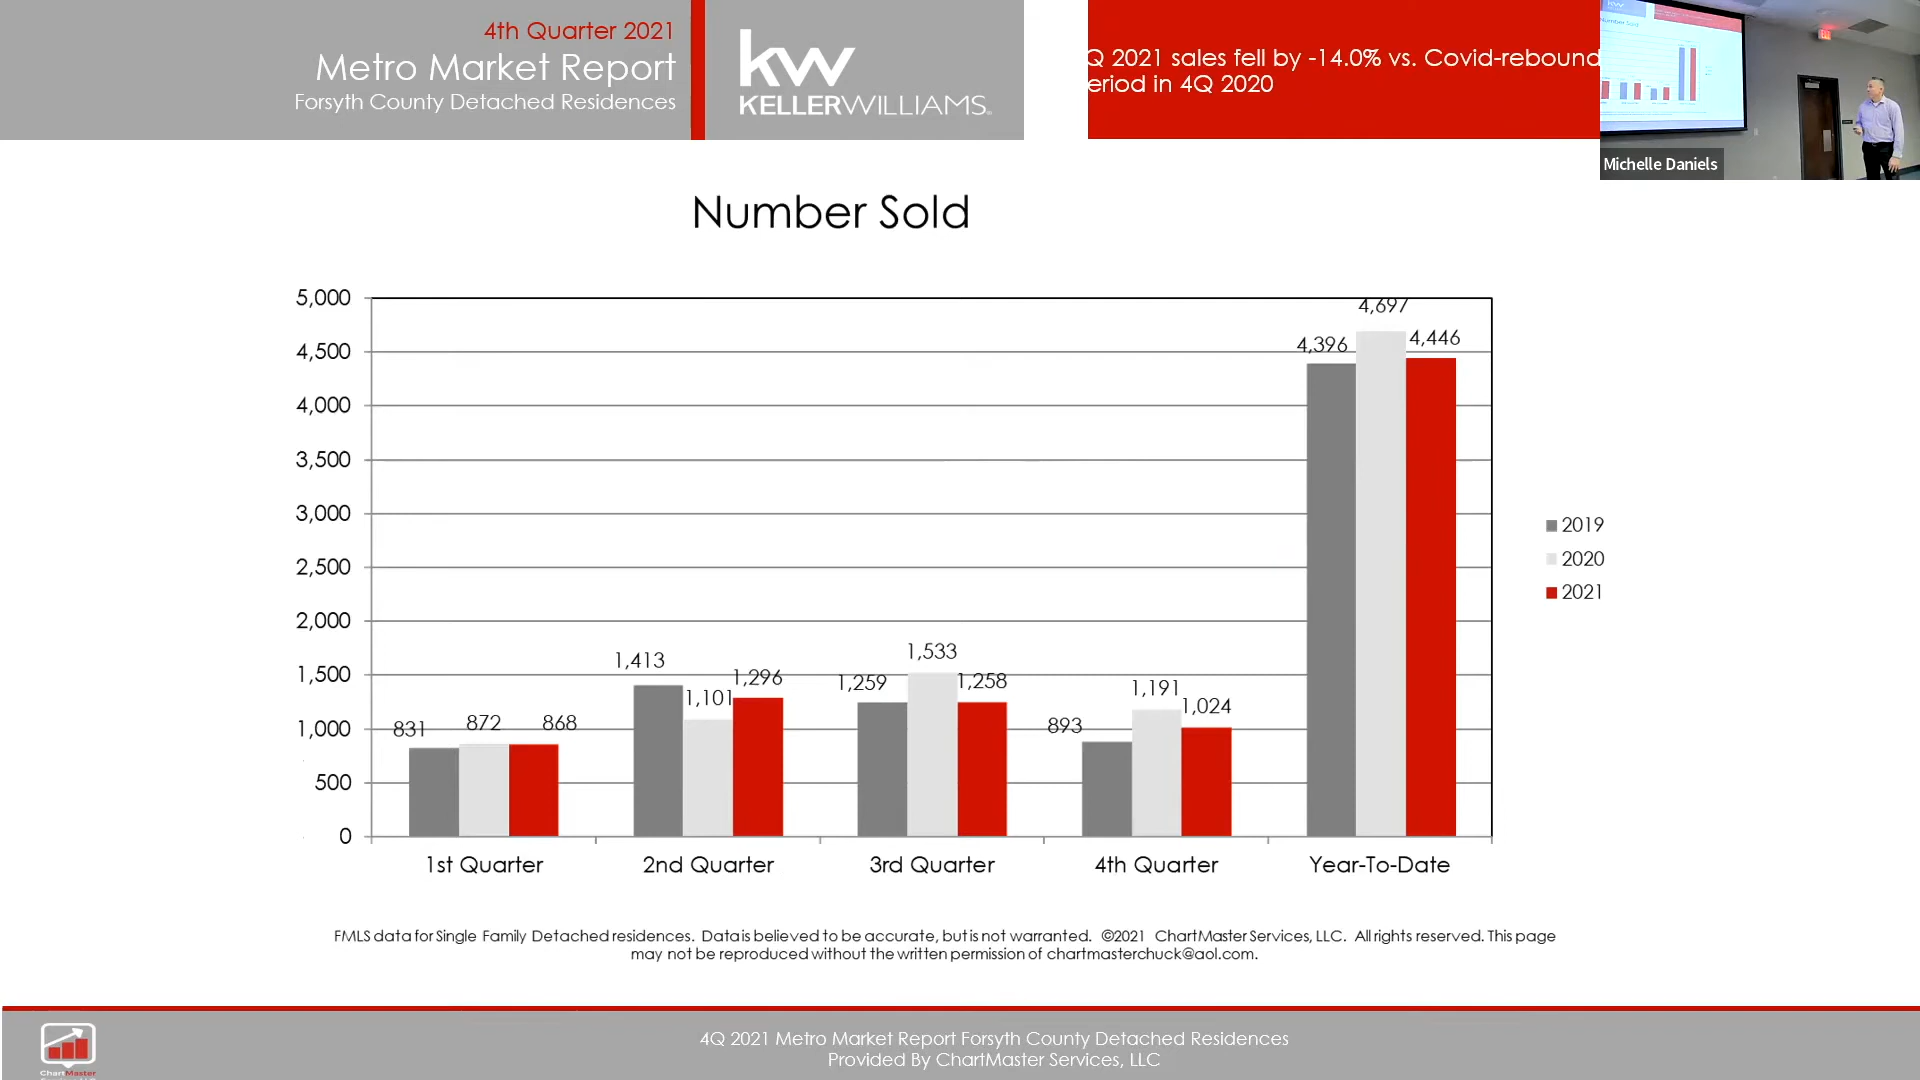 4th Quarter 2021
Metro Market Report
Forsyth County Detached Residences
kw
KELLERWILLIAMS.
Q 2021 sales fell by -14.0% vs. Covid-rebound
eriod in 4Q 2020
Number Sold
Michelle Daniels
Number Sold
5,000
4,500
4,000
3,500
3,000
2,500
2,000
1,500
1,000
500
0
831
872
868
1,413
1,101
1,296
1,259
1,533
1,258
893
1,191
1,024
4,396
4,697
4,446
1st Quarter
2nd Quarter
3rd Quarter
4th Quarter
Year-To-Date
2019
2020
2021
FMLS data for Single Family Detached residences. Data is believed to be accurate, but is not warranted. ©2021 ChartMaster Services, LLC. All rights reserved. This page
may not be reproduced without the written permission of chartmasterchuck@aol.com.
4Q 2021 Metro Market Report Forsyth County Detached Residences
Provided By ChartMaster Services, LLC
ChartMaster